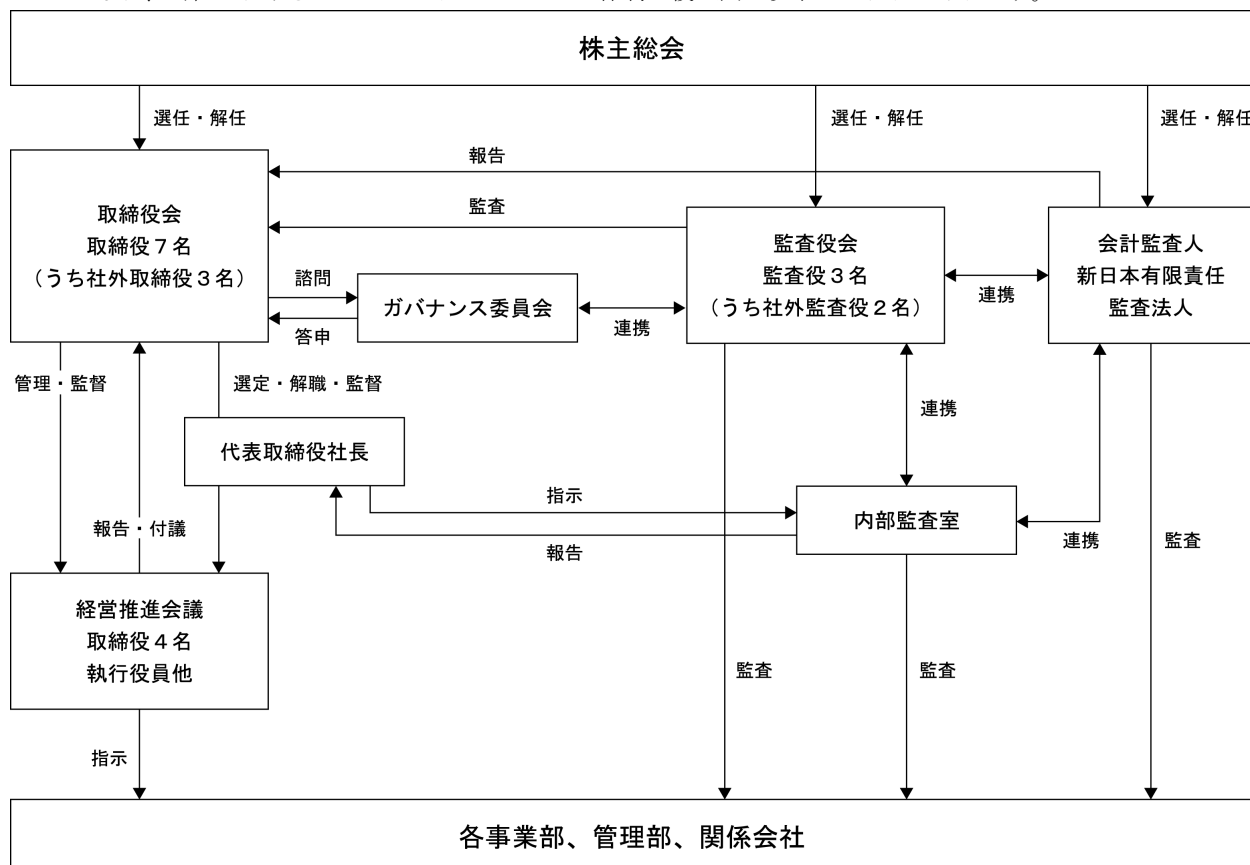 株主総会
選任・解任
選任・解任
選任・解任
報告
取締役会
取締役７名
（うち社外取締役３名）
監査
監査役会
監査役３名
（うち社外監査役２名）
会計監査人
新日本有限責任
監査法人
諮問
答申
ガバナンス委員会
連携
連携
管理・監督
選定・解職・監督
連携
代表取締役社長
指示
報告
内部監査室
連携
監査
報告・付議
経営推進会議
取締役４名
執行役員他
監査
監査
指示
各事業部、管理部、関係会社